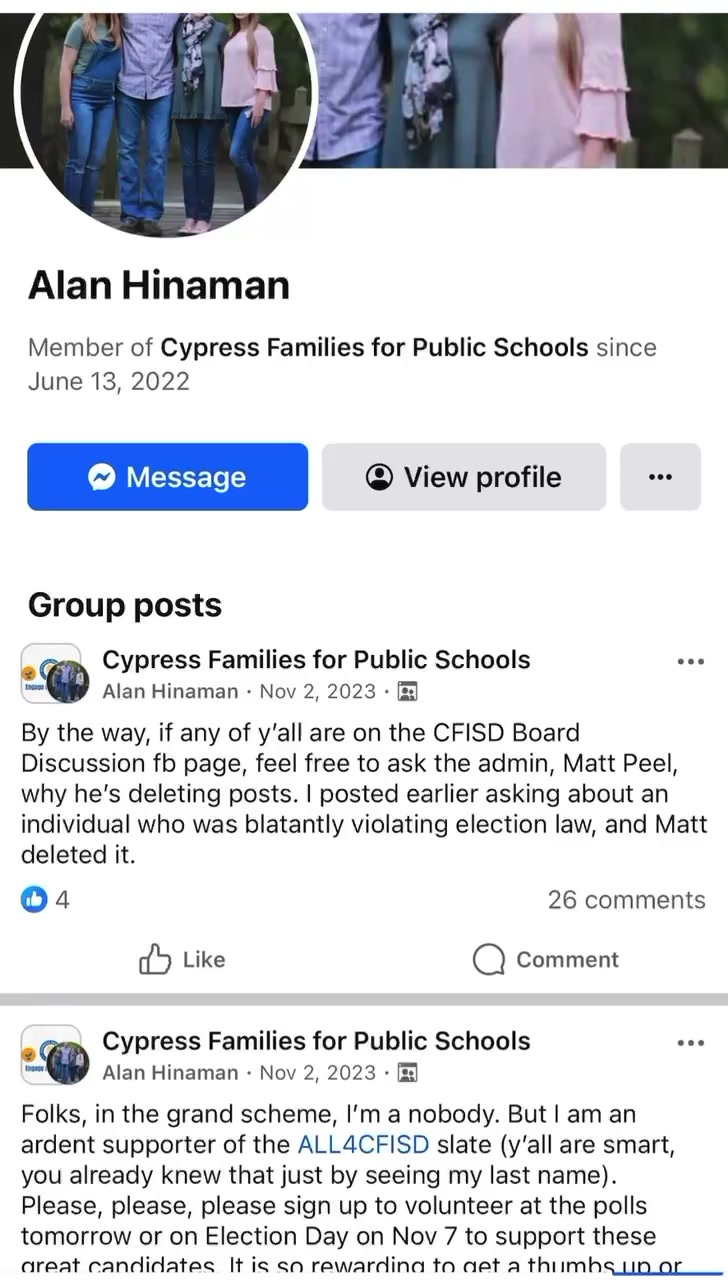 Alan Hinaman
Member of Cypress Families for Public Schools since
June 13, 2022
Message
View profile
Group posts
Cypress Families for Public Schools
Alan Hinaman · Nov 2, 2023 ·
By the way, if any of y’all are on the CFISD Board
Discussion fb page, feel free to ask the admin, Matt Peel,
why he’s deleting posts. I posted earlier asking about an
individual who was blatantly violating election law, and Matt
deleted it.
4
26 comments
Like
Comment
Cypress Families for Public Schools
Alan Hinaman · Nov 2, 2023 ·
Folks, in the grand scheme, I’m a nobody. But I am an
ardent supporter of the ALL4CFISD slate (y’all are smart,
you already knew that just by seeing my last name).
Please, please, please sign up to volunteer at the polls
tomorrow or on Election Day on Nov 7 to support these
great candidates. It is so rewarding to get a thumbs up or